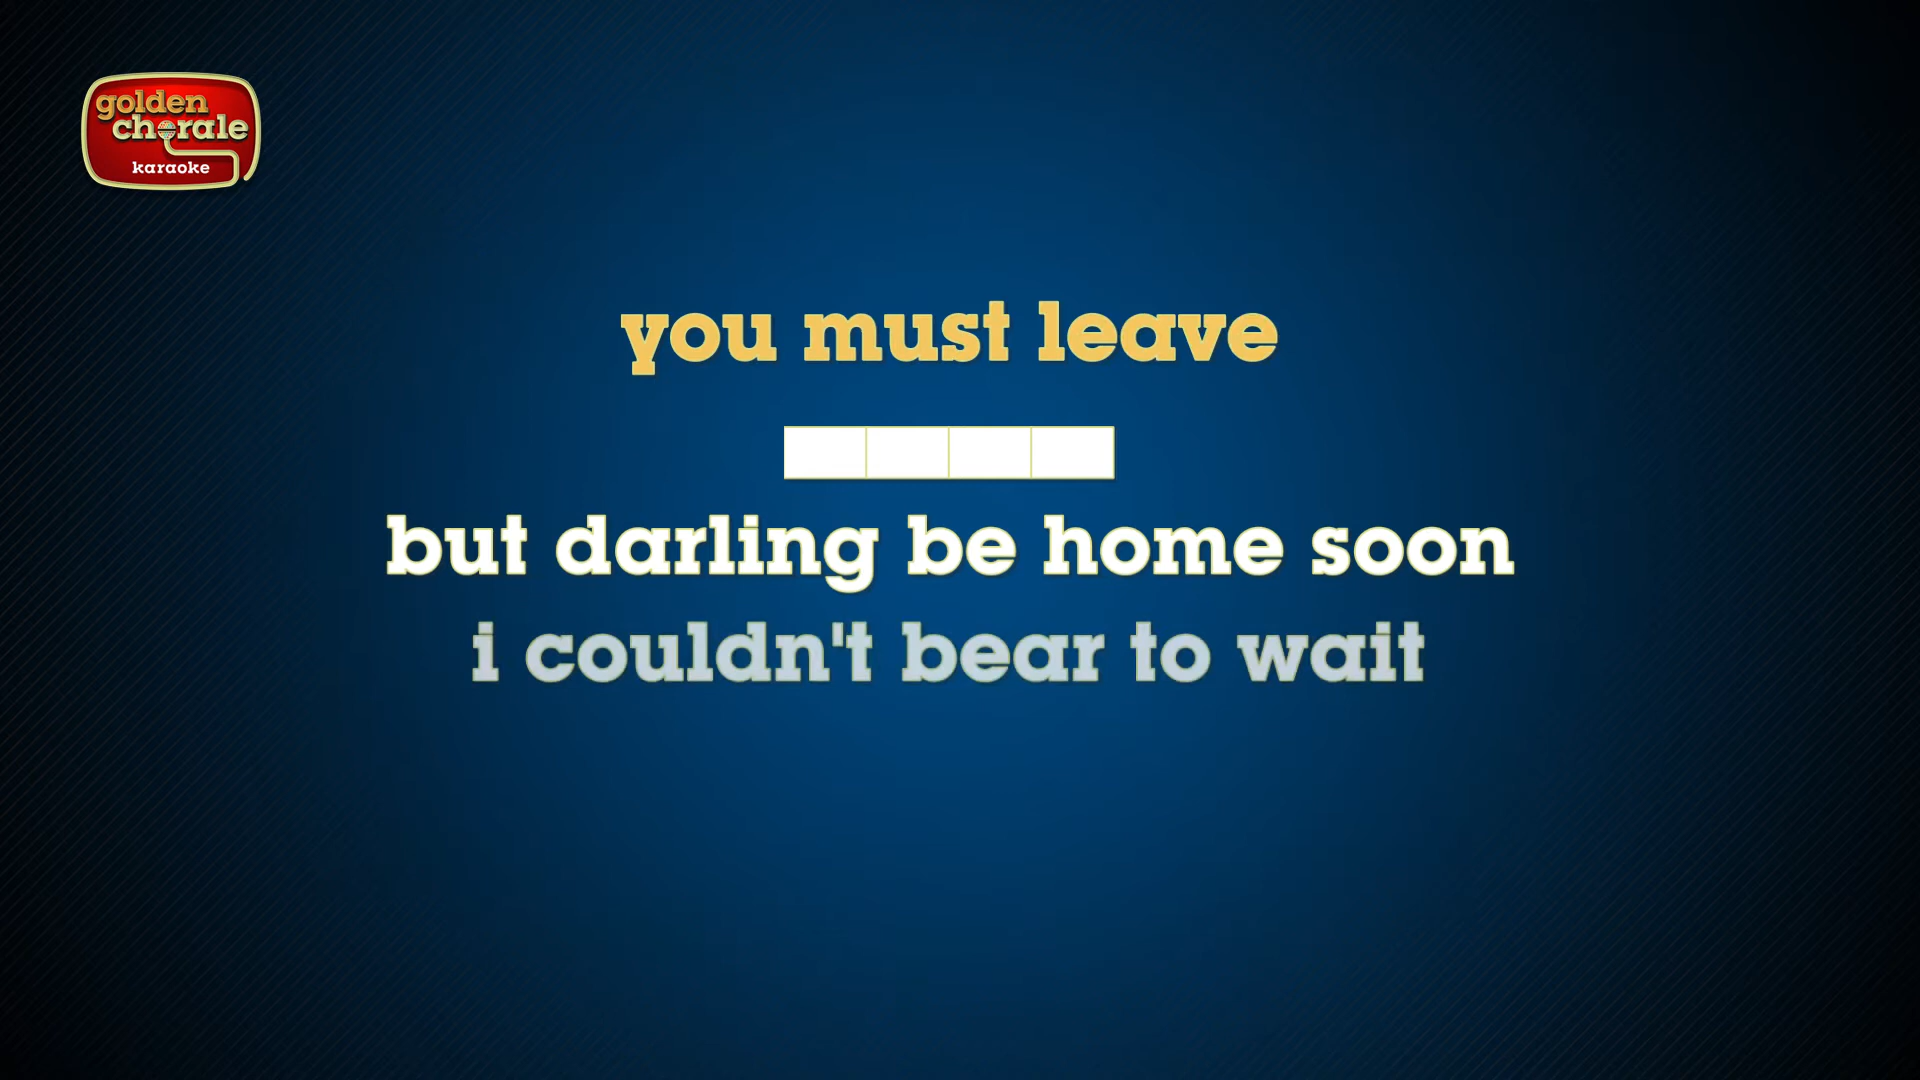 golden
chorale
karaoke
you must leave
but darling be home soon
i couldn't bear to wait